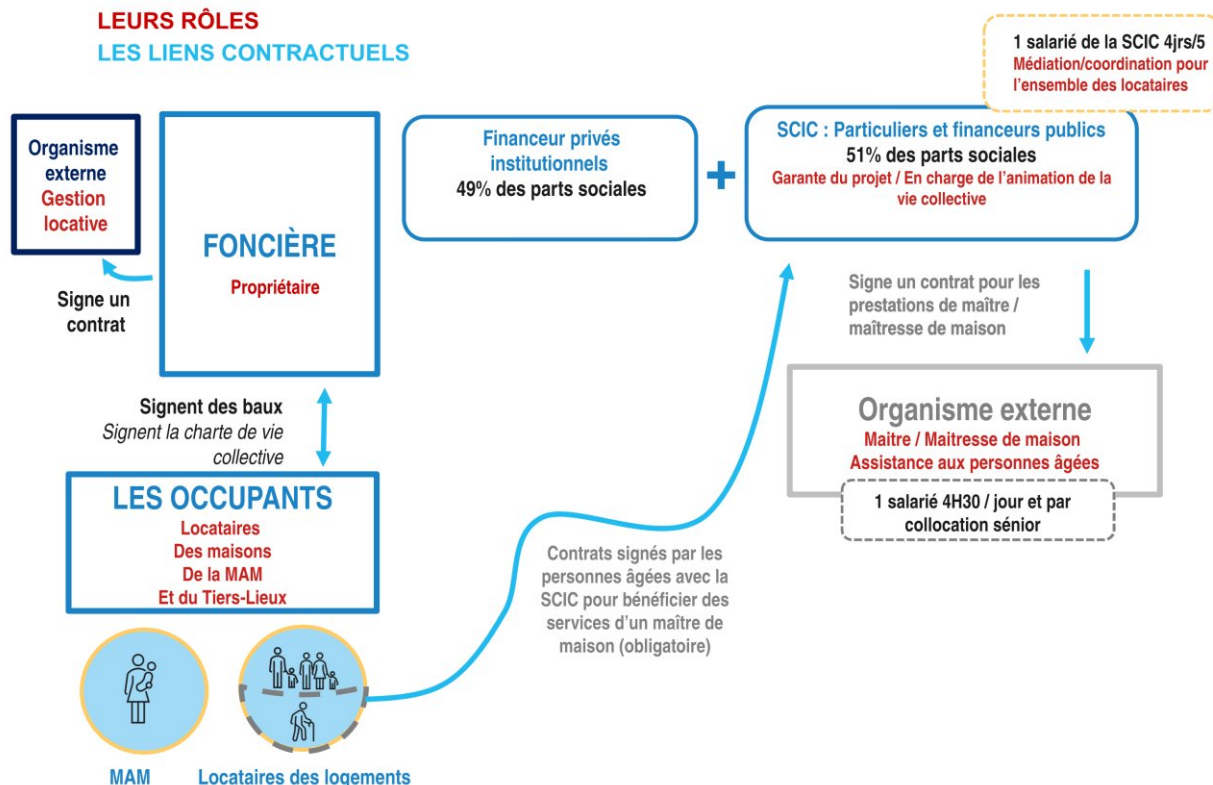 LEURS RÔLES
LES LIENS CONTRACTUELS
1 salarié de la SCIC 4jrs/5
Médiation/coordination pour
l'ensemble des locataires
Organisme
externe
Gestion
locative
Signe un
contrat
FONCIÈRE
Propriétaire
Financeur privés
institutionnels
49% des parts sociales
+
SCIC : Particuliers et financeurs publics
51% des parts sociales
Garante du projet / En charge de l'animation de la
vie collective
Signe un contrat pour les
prestations de maître /
maîtresse de maison
Organisme externe
Maitre / Maitresse de maison
Assistance aux personnes âgées
1 salarié 4H30 / jour et par
collocation sénior
Signent des baux
Signent la charte de vie
collective
LES OCCUPANTS
Locataires
Des maisons
De la MAM
Et du Tiers-Lieux
Contrats signés par les
personnes âgées avec la
SCIC pour bénéficier des
services d'un maître de
maison (obligatoire)
MAM
Locataires des logements